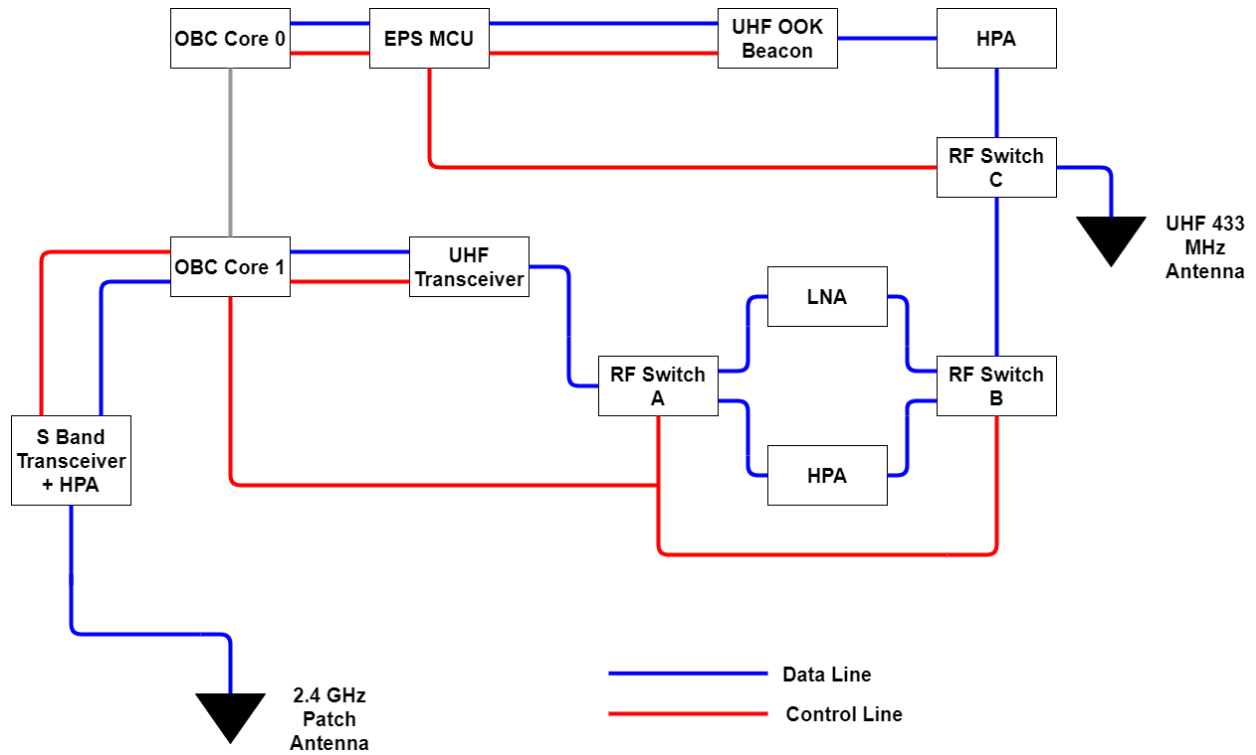 OBC Core 0
EPS MCU
UHF OOK
Beacon
HPA
RF Switch
C
UHF 433
MHz
Antenna
OBC Core 1
UHF
Transceiver
LNA
RF Switch
A
RF Switch
B
S Band
Transceiver
+ HPA
HPA
Data Line
Control Line
2.4 GHz
Patch
Antenna